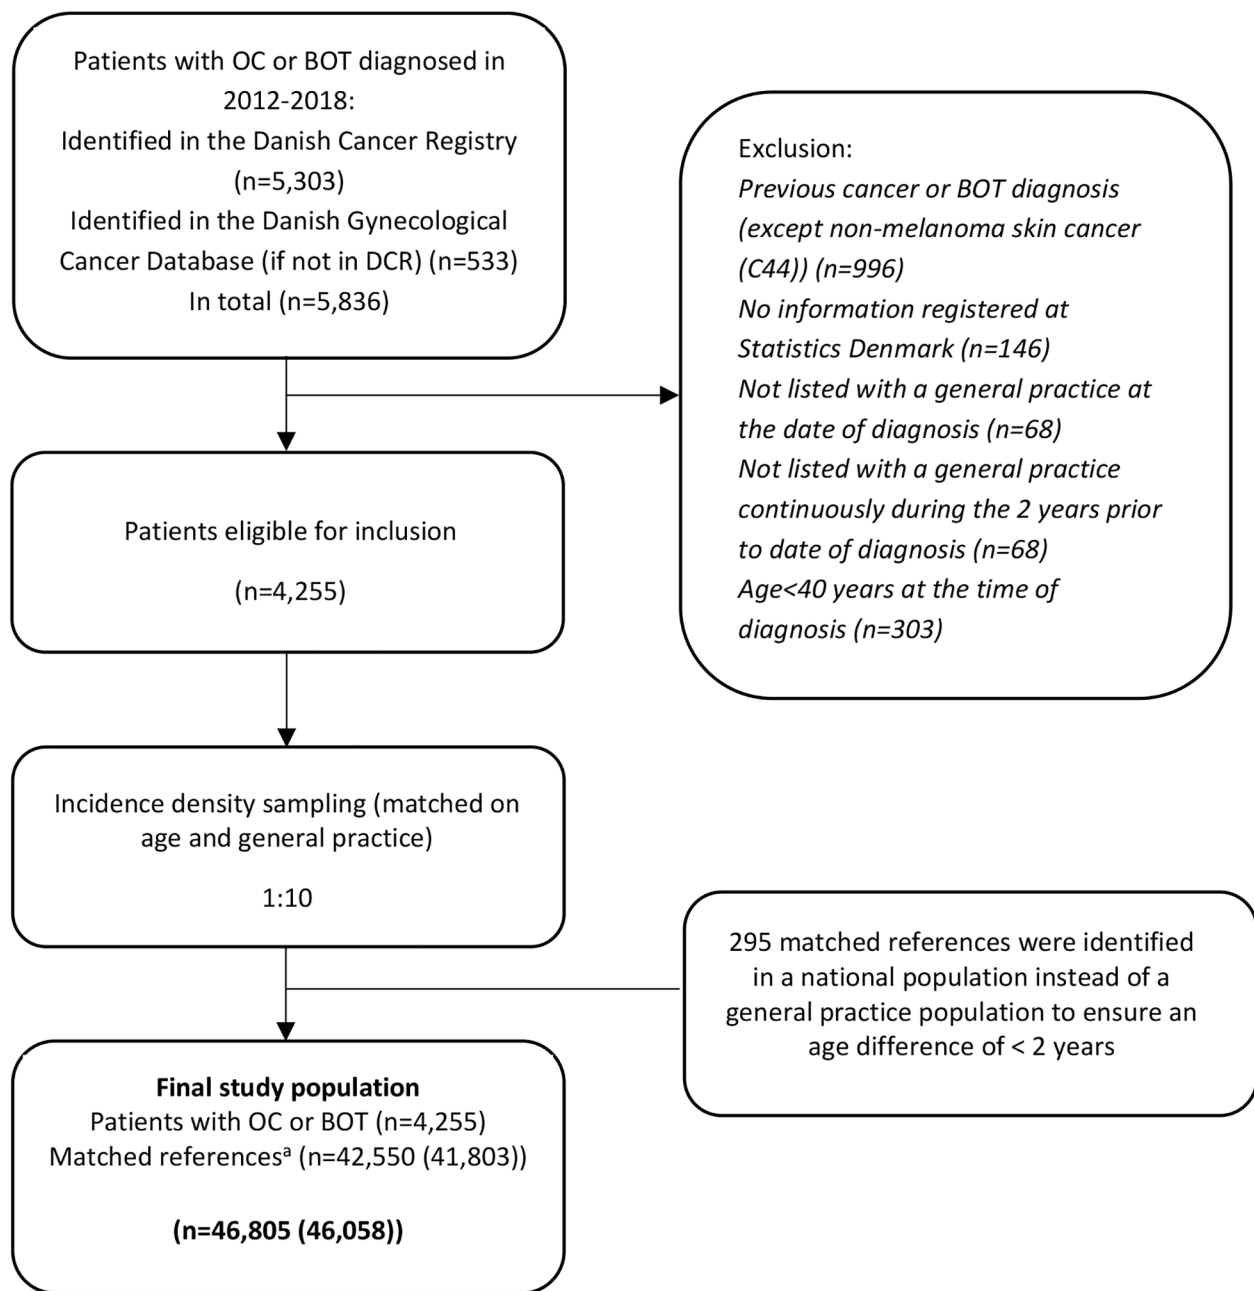 Patients with OC or BOT diagnosed in
2012-2018:
Identified in the Danish Cancer Registry
(n=5,303)
Identified in the Danish Gynecological
Cancer Database (if not in DCR) (n=533)
In total (n=5,836)
Exclusion:
Previous cancer or BOT diagnosis
(except non-melanoma skin cancer
(C44)) (n=996)
No information registered at
Statistics Denmark (n=146)
Not listed with a general practice at
the date of diagnosis (n=68)
Not listed with a general practice
continuously during the 2 years prior
to date of diagnosis (n=68)
Age<40 years at the time of
diagnosis (n=303)
Patients eligible for inclusion
(n=4,255)
Incidence density sampling (matched on
age and general practice)
1:10
295 matched references were identified
in a national population instead of a
general practice population to ensure an
age difference of < 2 years
Final study population
Patients with OC or BOT (n=4,255)
Matched referencesᵃ (n=42,550 (41,803))
(n=46,805 (46,058))